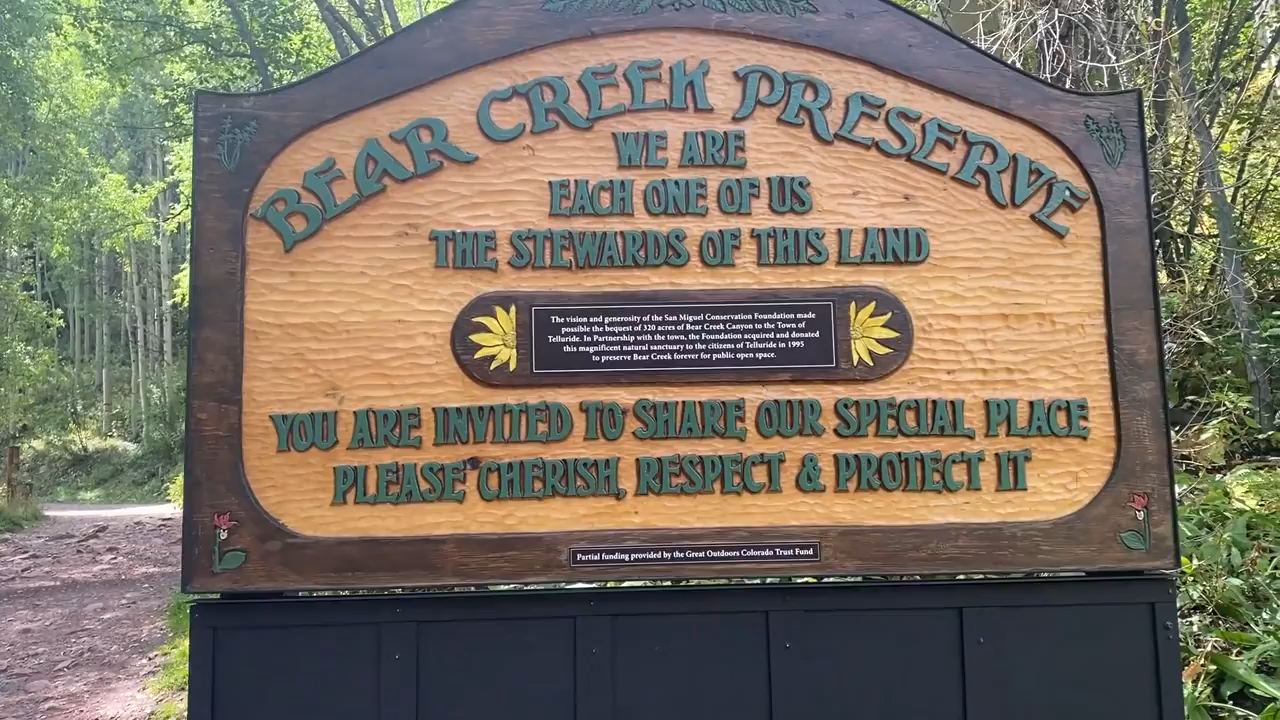 BEAR CREEK PRESERVE
WE ARE
EACH ONE OF US
THE STEWARDS OF THIS LAND
The vision and generosity of the San Miguel Conservation Foundation made
possible the bequest of 320 acres of Bear Creek Canyon to the Town of
Telluride. In Partnership with the town, the Foundation acquired and donated
this magnificent natural sanctuary to the citizens of Telluride in 1995
to preserve Bear Creek forever for public open space.
YOU ARE INVITED TO SHARE OUR SPECIAL PLACE
PLEASE CHERISH, RESPECT & PROTECT IT
Partial funding provided by the Great Outdoors Colorado Trust Fund